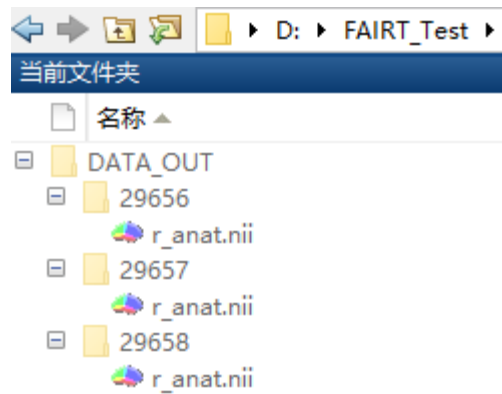 D: FAIRT_Test
当前文件夹
名称
DATA_OUT
29656
r_anat.nii
29657
r_anat.nii
29658
r_anat.nii